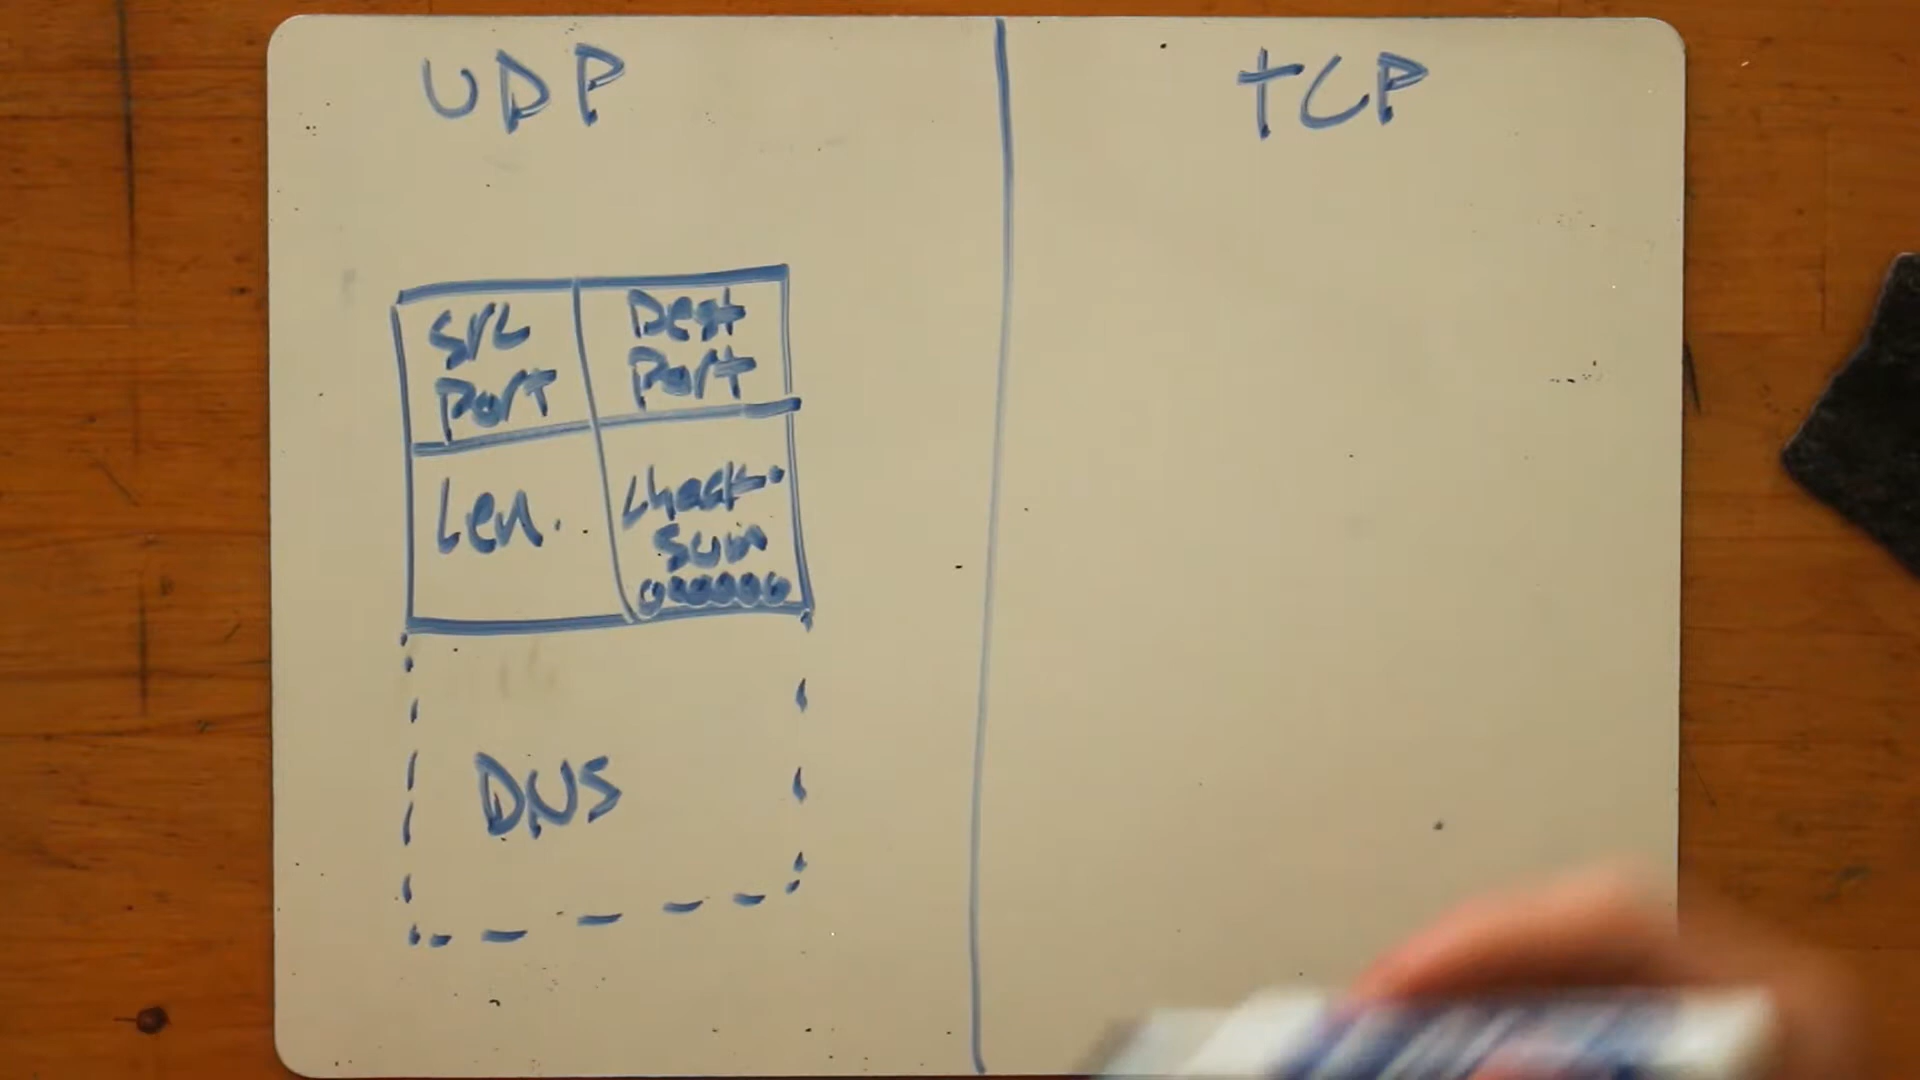 UDP
TCP
Src
Port
Dest
Port
Len.
Check-
Sum
000000
DNS